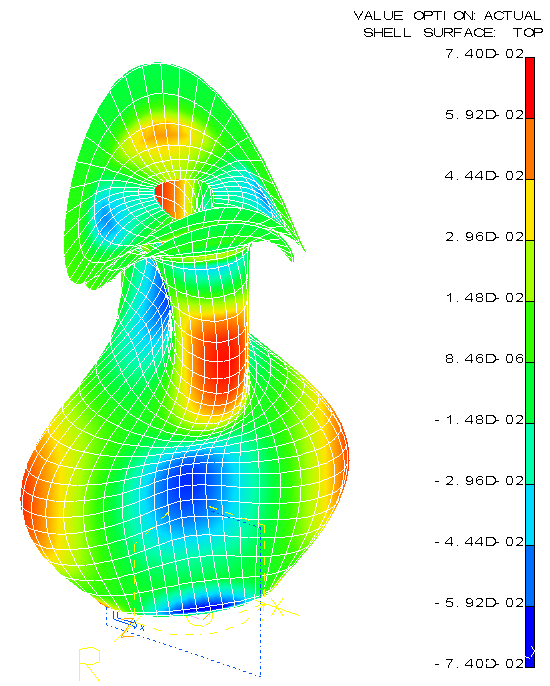 VALUE OPTION: ACTUAL
SHELL SURFACE: TOP
7.40D-02
5.92D-02
4.44D-02
2.96D-02
1.48D-02
8.46D-06
-1.48D-02
-2.96D-02
-4.44D-02
-5.92D-02
-7.40D-02
X
Z
R